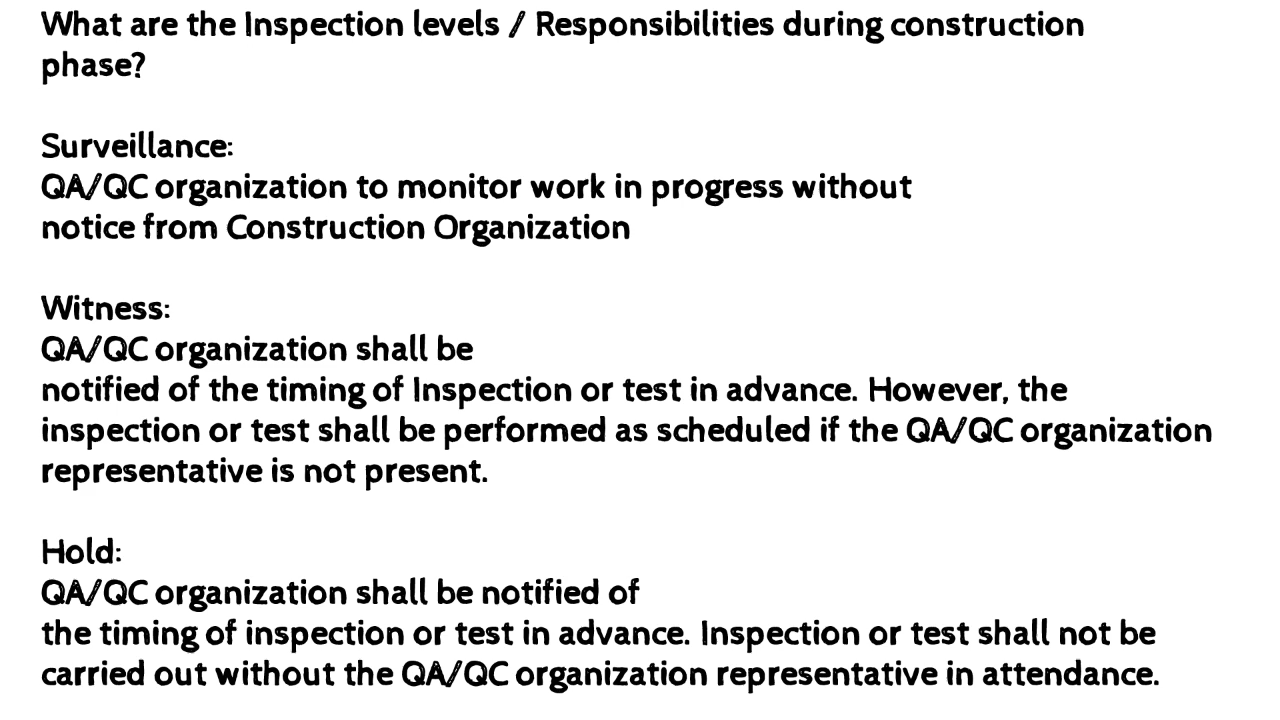 What are the Inspection levels / Responsibilities during construction
phase?
Surveillance:
QA/QC organization to monitor work in progress without
notice from Construction Organization
Witness:
QA/QC organization shall be
notified of the timing of Inspection or test in advance. However, the
inspection or test shall be performed as scheduled if the QA/QC organization
representative is not present.
Hold:
QA/QC organization shall be notified of
the timing of inspection or test in advance. Inspection or test shall not be
carried out without the QA/QC organization representative in attendance.